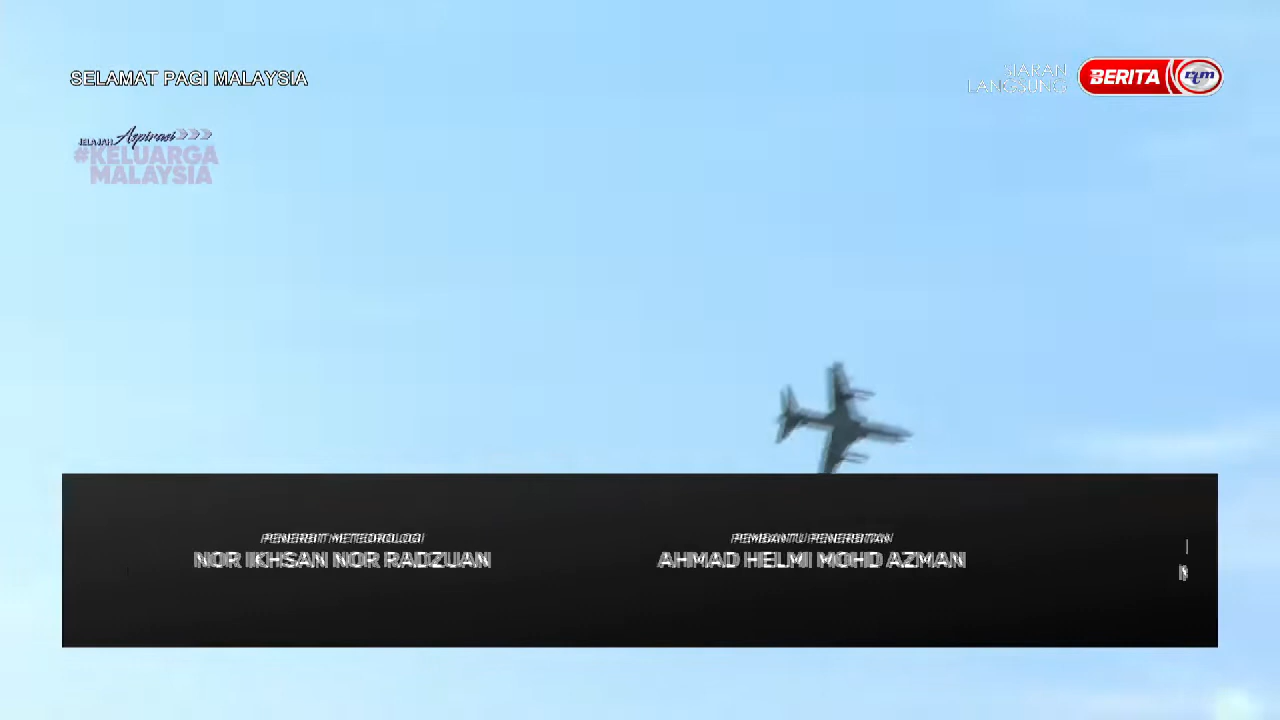 SELAMAT PAGI MALAYSIA
SIARAN
LANGSUNG
BERITA rtm
JELAJAH Aspirasi
#KELUARGA
MALAYSIA
PENERBIT METEOROLOGI
NOR IKHSAN NOR RADZUAN
PEMBANTU PENERBITAN
AHMAD HELMI MOHD AZMAN